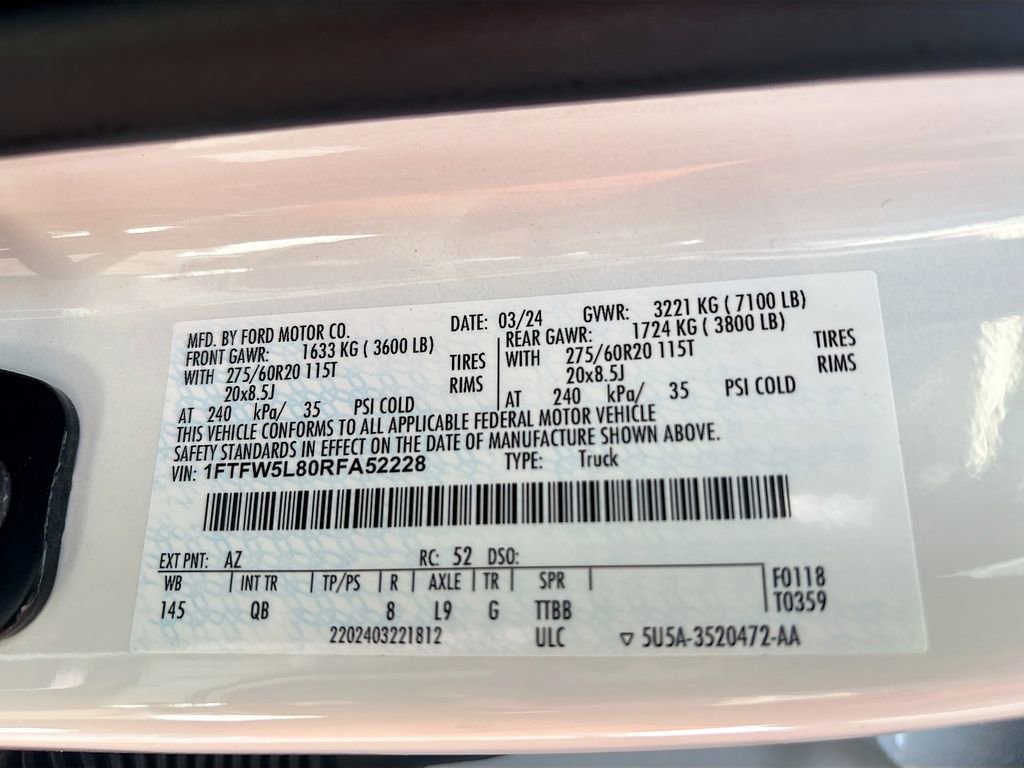 MFD. BY FORD MOTOR CO. DATE: 03/24 GVWR: 3221 KG ( 7100 LB)
FRONT GAWR: 1633 KG ( 3600 LB) REAR GAWR: 1724 KG ( 3800 LB)
WITH 275/60R20 115T TIRES WITH 275/60R20 115T TIRES
20x8.5J RIMS 20x8.5J RIMS
AT 240 kPa/ 35 PSI COLD AT 240 kPa/ 35 PSI COLD
THIS VEHICLE CONFORMS TO ALL APPLICABLE FEDERAL MOTOR VEHICLE
SAFETY STANDARDS IN EFFECT ON THE DATE OF MANUFACTURE SHOWN ABOVE.
VIN: 1FTFW5L80RFA52228 TYPE: Truck
EXT PNT: AZ RC: 52 DSO:
WB INT TR TP/PS R AXLE TR SPR F0118
145 QB 8 L9 G TTBB T0359
2202403221812 ULC ▽ 5U5A-3520472-AA